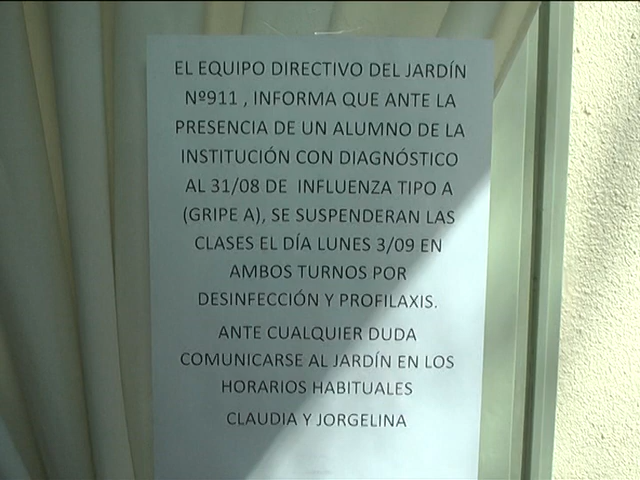 EL EQUIPO DIRECTIVO DEL JARDÍN
Nº911 , INFORMA QUE ANTE LA
PRESENCIA DE UN ALUMNO DE LA
INSTITUCIÓN CON DIAGNÓSTICO
AL 31/08 DE INFLUENZA TIPO A
(GRIPE A), SE SUSPENDERAN LAS
CLASES EL DÍA LUNES 3/09 EN
AMBOS TURNOS POR
DESINFECCIÓN Y PROFILAXIS.
ANTE CUALQUIER DUDA
COMUNICARSE AL JARDÍN EN LOS
HORARIOS HABITUALES
CLAUDIA Y JORGELINA